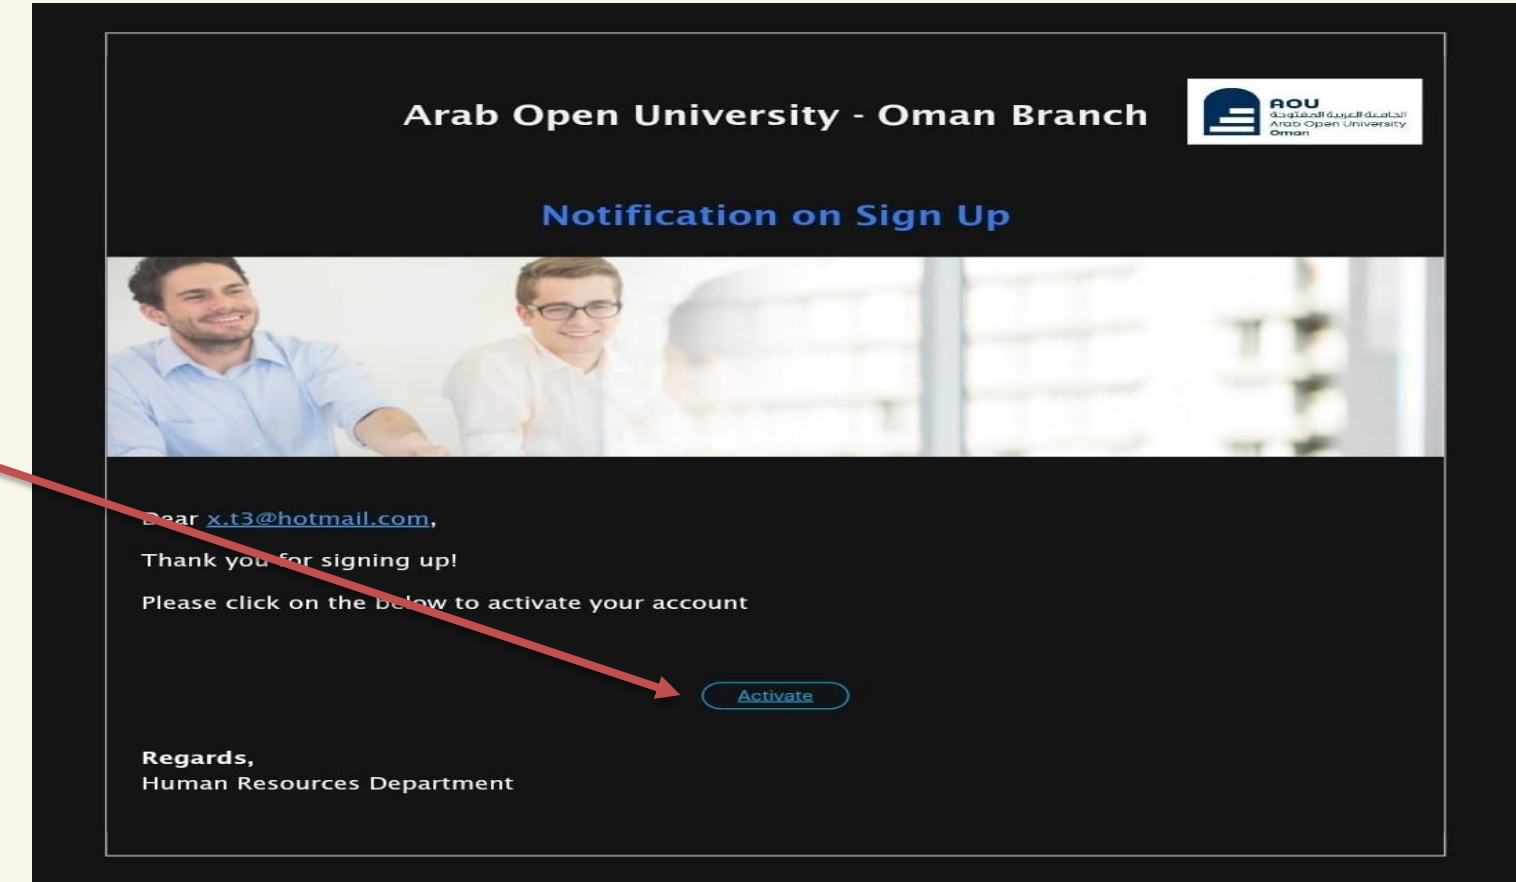 Arab Open University - Oman Branch
AOU
الجامعة العربية المفتوحة
Arab Open University
Oman
Notification on Sign Up
Dear x.t3@hotmail.com,
Thank you for signing up!
Please click on the below to activate your account
Activate
Regards,
Human Resources Department